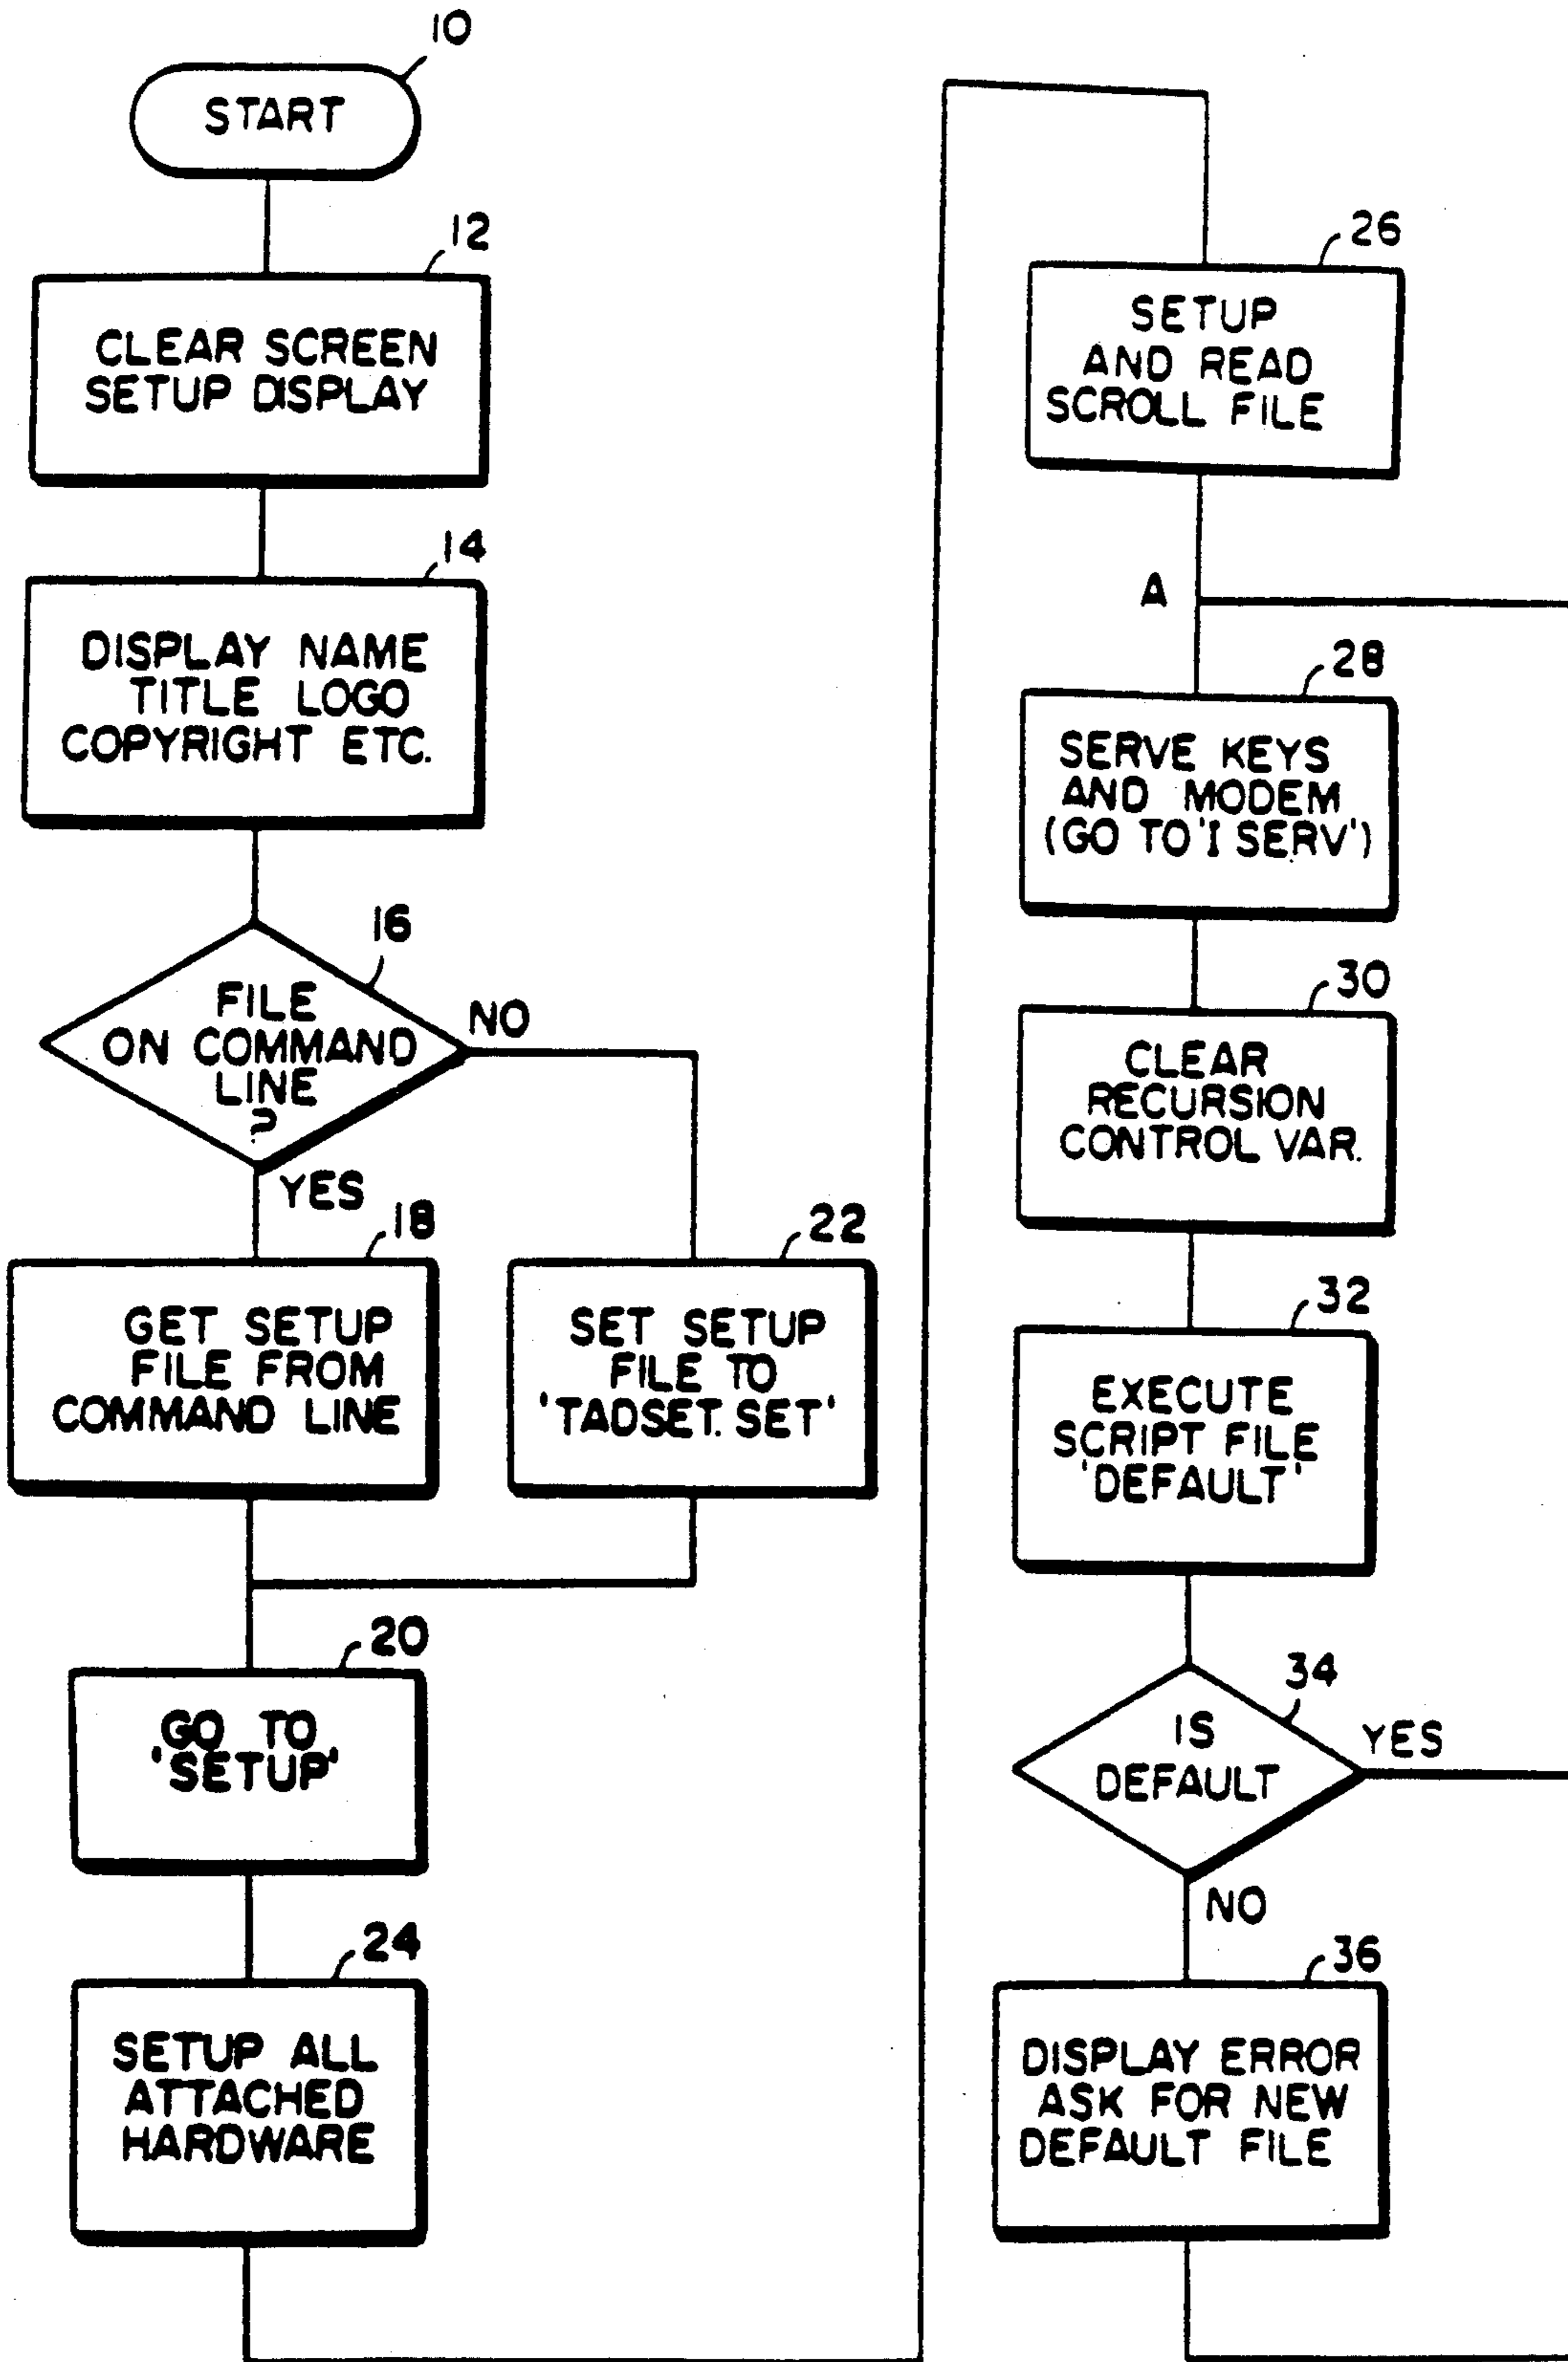 10
START
12
CLEAR SCREEN
SETUP DISPLAY
14
DISPLAY NAME
TITLE LOGO
COPYRIGHT ETC.
16
FILE
ON COMMAND
LINE
?
NO
YES
18
GET SETUP
FILE FROM
COMMAND LINE
22
SET SETUP
FILE TO
'TADSET.SET'
20
GO TO
'SETUP'
24
SETUP ALL
ATTACHED
HARDWARE
26
SETUP
AND READ
SCROLL FILE
A
28
SERVE KEYS
AND MODEM
(GO TO 'I SERV')
30
CLEAR
RECURSION
CONTROL VAR.
32
EXECUTE
SCRIPT FILE
'DEFAULT'
34
IS
DEFAULT
YES
NO
36
DISPLAY ERROR
ASK FOR NEW
DEFAULT FILE